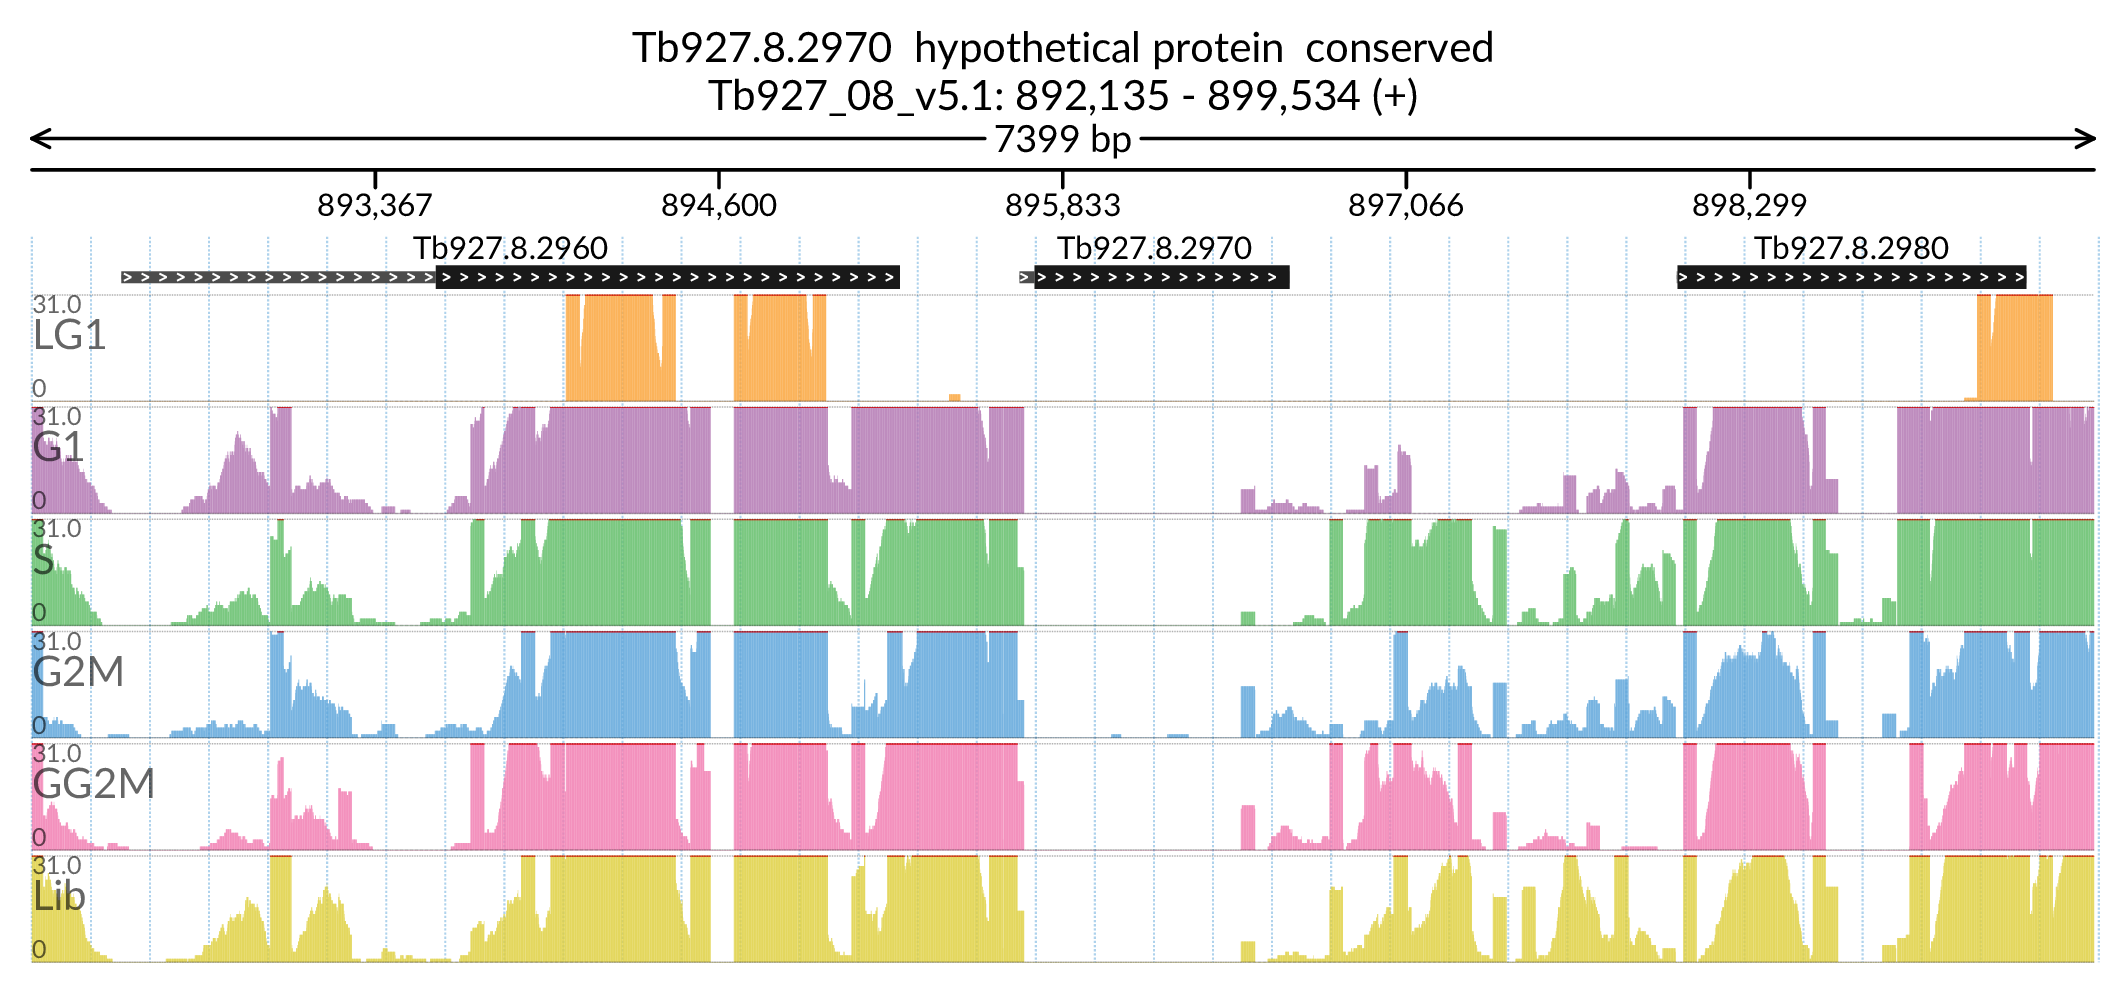 Tb927.8.2970 hypothetical protein conserved
Tb927_08_v5.1: 892,135 - 899,534 (+)
7399 bp
893,367 894,600 895,833 897,066 898,299
Tb927.8.2960 Tb927.8.2970 Tb927.8.2980
31.0
LG1
0
31.0
G1
0
31.0
S
0
31.0
G2M
0
31.0
GG2M
0
31.0
Lib
0